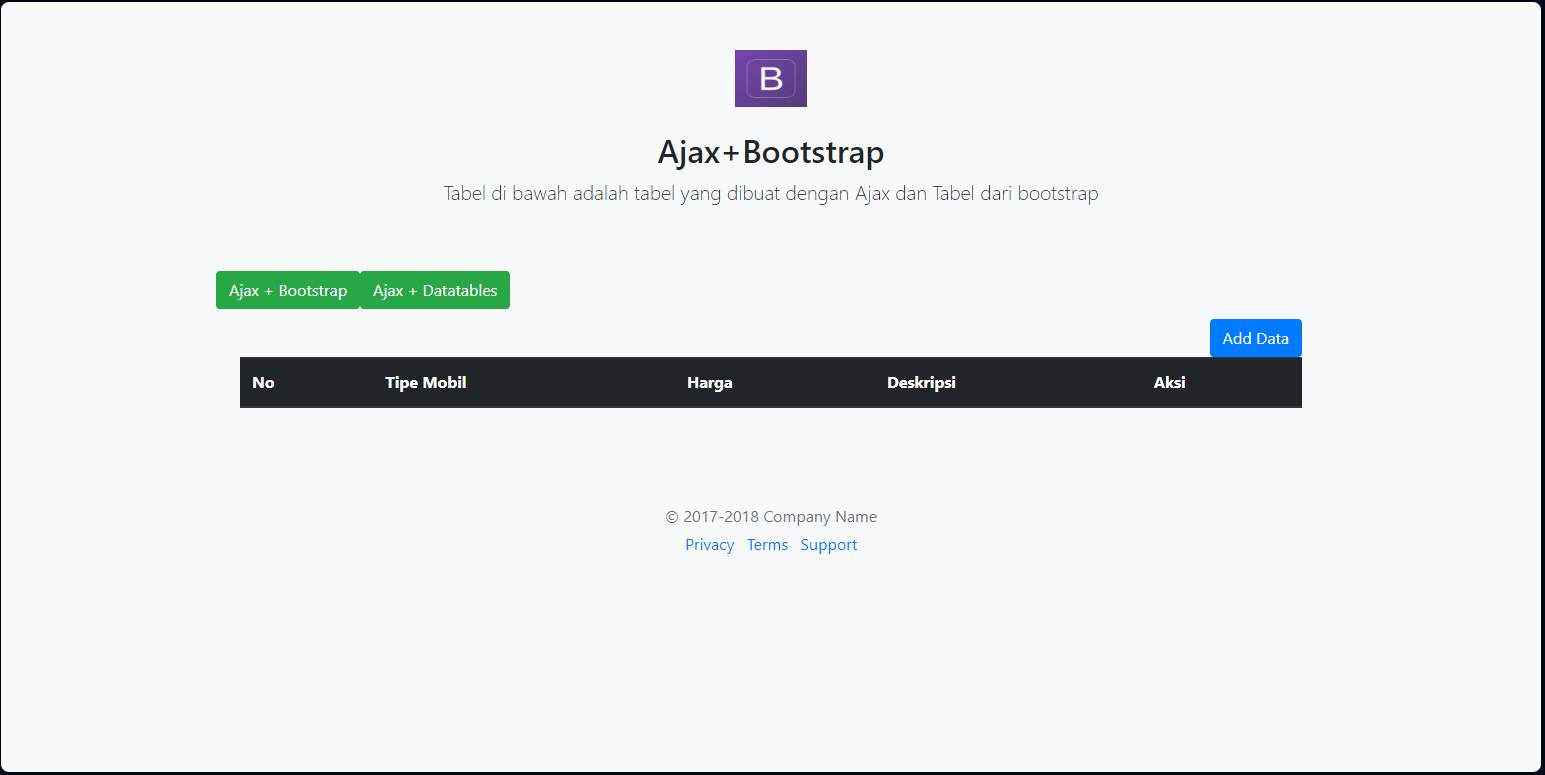 B
Ajax+Bootstrap
Tabel di bawah adalah tabel yang dibuat dengan Ajax dan Tabel dari bootstrap
Ajax + Bootstrap Ajax + Datatables
Add Data
No Tipe Mobil Harga Deskripsi Aksi
© 2017-2018 Company Name
Privacy Terms Support